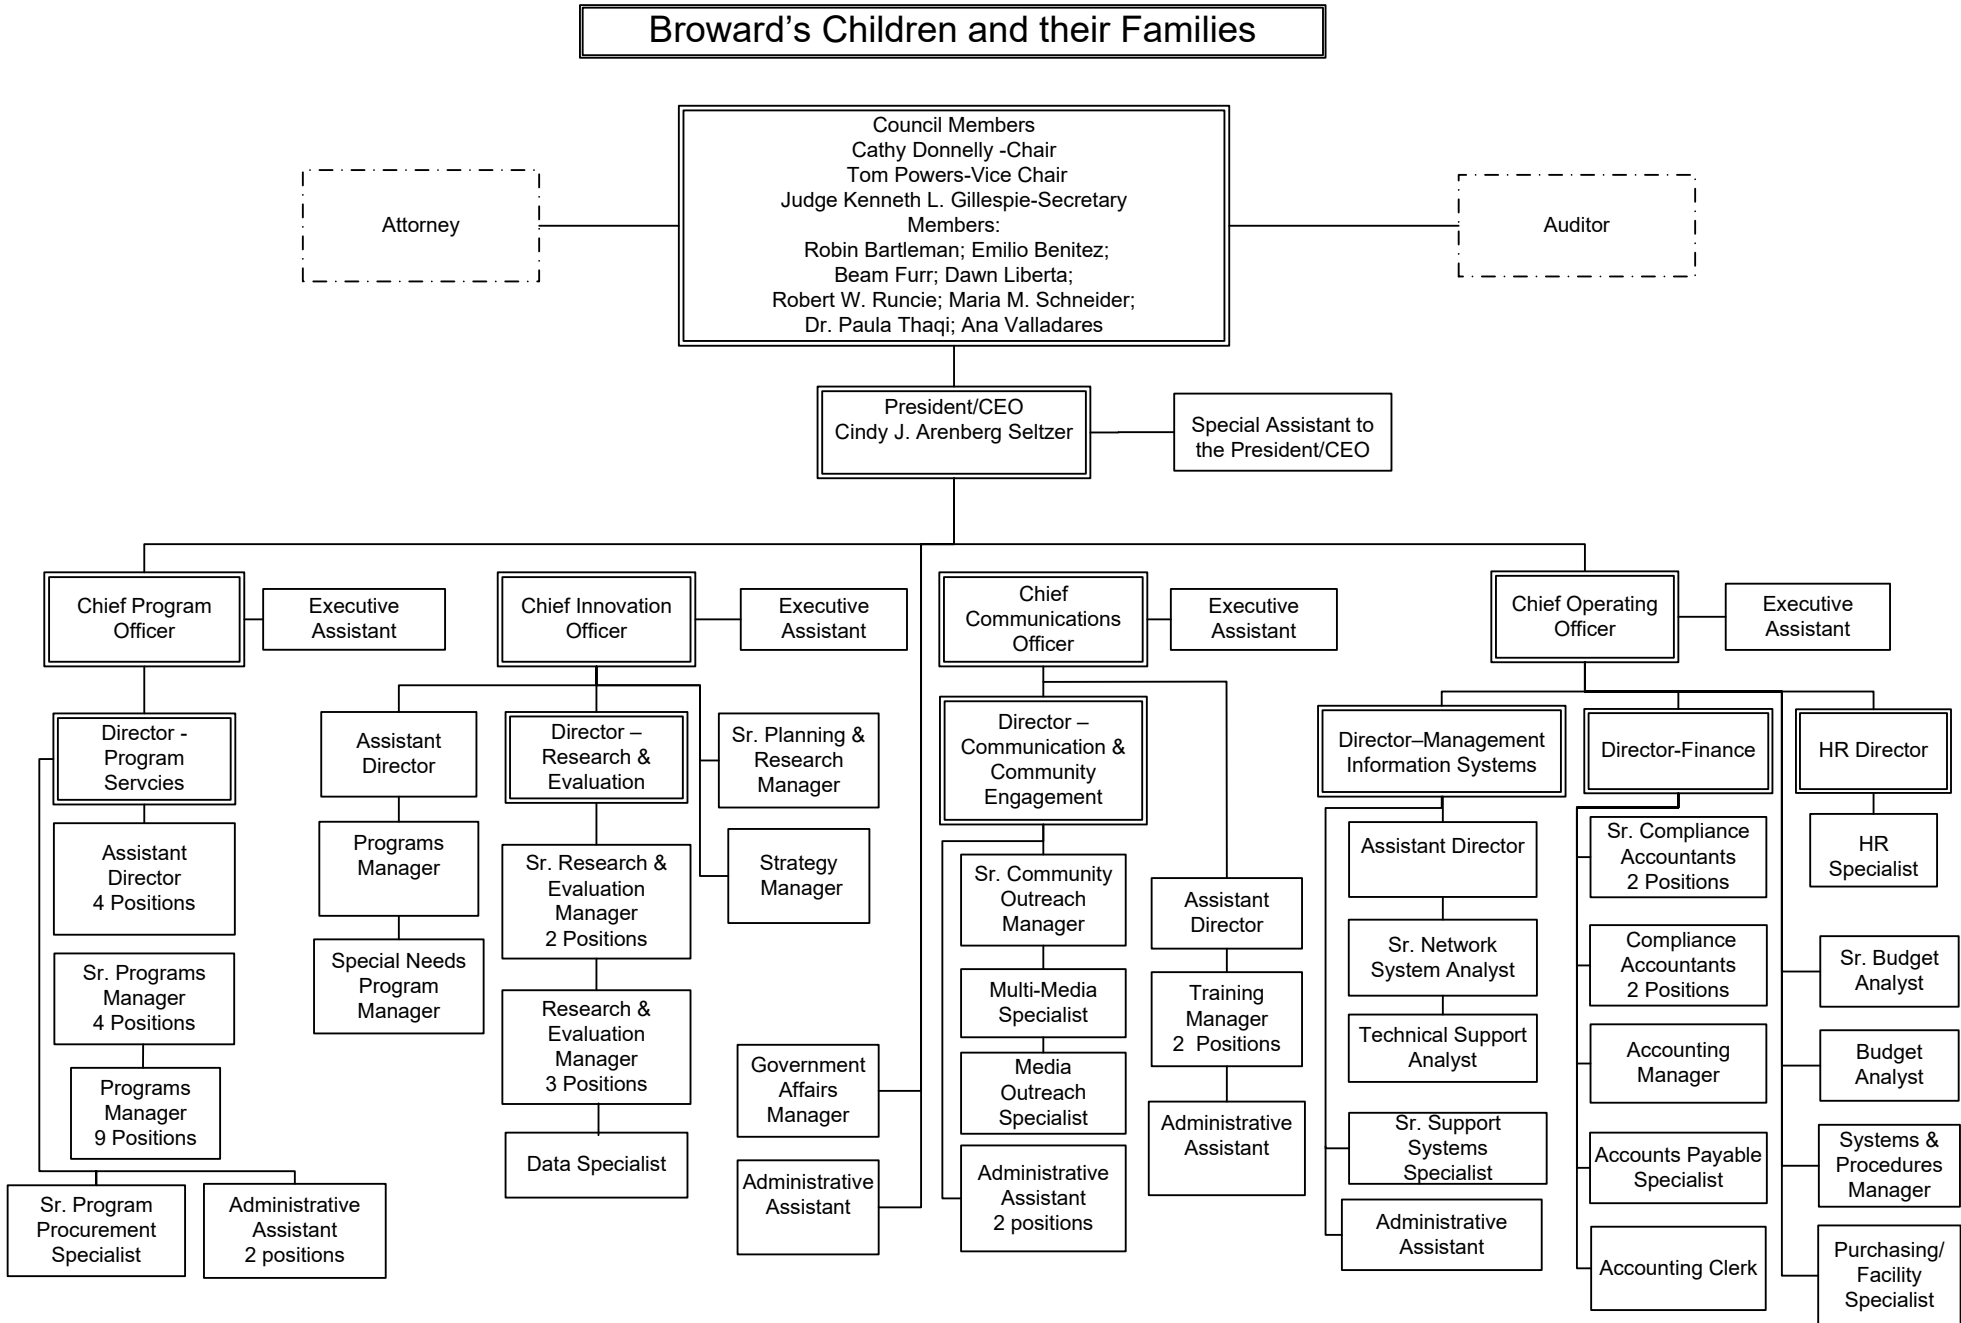 Broward’s Children and their Families
Council Members
Cathy Donnelly -Chair
Tom Powers-Vice Chair
Judge Kenneth L. Gillespie-Secretary
Members:
Robin Bartleman; Emilio Benitez;
Beam Furr; Dawn Liberta;
Robert W. Runcie; Maria M. Schneider;
Dr. Paula Thaqi; Ana Valladares
Attorney
Auditor
President/CEO
Cindy J. Arenberg Seltzer
Special Assistant to
the President/CEO
Chief Program
Officer
Executive
Assistant
Chief Innovation
Officer
Executive
Assistant
Chief
Communications
Officer
Executive
Assistant
Chief Operating
Officer
Executive
Assistant
Director -
Program
Servcies
Assistant
Director
4 Positions
Sr. Programs
Manager
4 Positions
Programs
Manager
9 Positions
Sr. Program
Procurement
Specialist
Administrative
Assistant
2 positions
Assistant
Director
Programs
Manager
Special Needs
Program
Manager
Director –
Research &
Evaluation
Sr. Research &
Evaluation
Manager
2 Positions
Research &
Evaluation
Manager
3 Positions
Data Specialist
Sr. Planning &
Research
Manager
Strategy
Manager
Government
Affairs
Manager
Administrative
Assistant
Director –
Communication &
Community
Engagement
Sr. Community
Outreach
Manager
Multi-Media
Specialist
Media
Outreach
Specialist
Administrative
Assistant
2 positions
Assistant
Director
Training
Manager
2  Positions
Administrative
Assistant
Director–Management
Information Systems
Assistant Director
Sr. Network
System Analyst
Technical Support
Analyst
Sr. Support
Systems
Specialist
Administrative
Assistant
Director-Finance
Sr. Compliance
Accountants
2 Positions
Compliance
Accountants
2 Positions
Accounting
Manager
Accounts Payable
Specialist
Accounting Clerk
HR Director
HR
Specialist
Sr. Budget
Analyst
Budget
Analyst
Systems &
Procedures
Manager
Purchasing/
Facility
Specialist